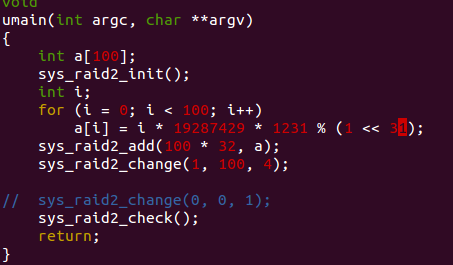 void
umain(int argc, char **argv)
{
    int a[100];
    sys_raid2_init();
    int i;
    for (i = 0; i < 100; i++)
        a[i] = i * 19287429 * 1231 % (1 << 31);
    sys_raid2_add(100 * 32, a);
    sys_raid2_change(1, 100, 4);

//  sys_raid2_change(0, 0, 1);
    sys_raid2_check();
    return;
}